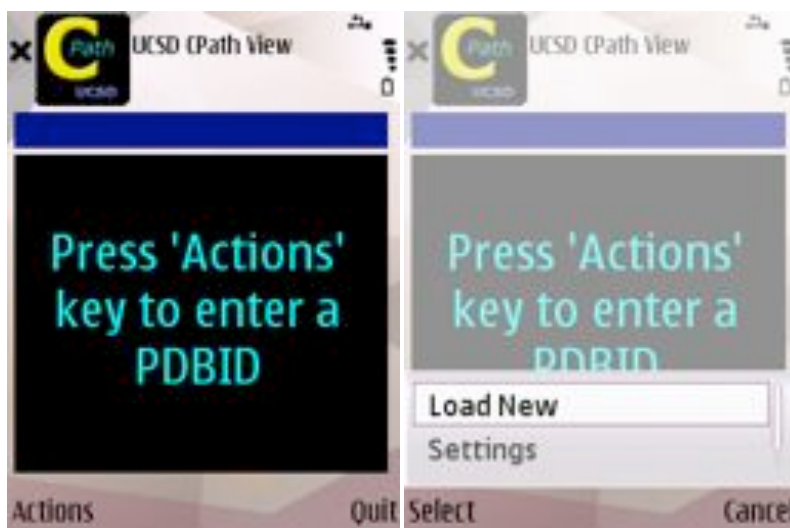 C
Path
UCSD
UCSD CPath View
Press 'Actions'
key to enter a
PDBID
Actions
Quit
C
Path
UCSD
UCSD CPath View
Press 'Actions'
key to enter a
PDBID
Load New
Settings
Select
Cancel